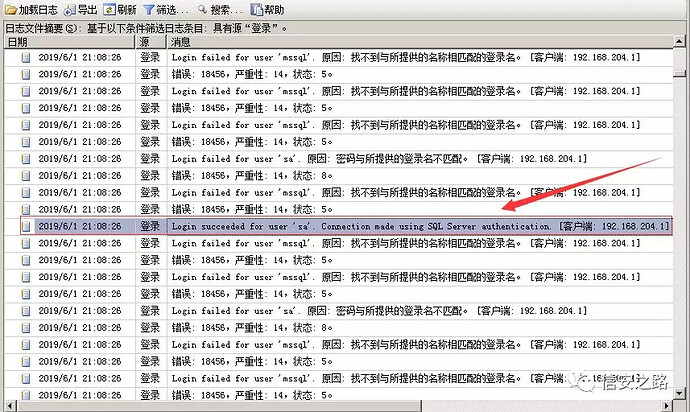 加载日志 导出 刷新 筛选... 搜索... 帮助
日志文件摘要(S): 基于以下条件筛选日志条目: 具有源“登录”。
日期 源 消息
2019/6/1 21:08:26 登录 Login failed for user 'mssql'. 原因: 找不到与所提供的名称相匹配的登录名。 [客户端: 192.168.204.1]
2019/6/1 21:08:26 登录 错误: 18456，严重性: 14，状态: 5。
2019/6/1 21:08:26 登录 Login failed for user 'mssql'. 原因: 找不到与所提供的名称相匹配的登录名。 [客户端: 192.168.204.1]
2019/6/1 21:08:26 登录 错误: 18456，严重性: 14，状态: 5。
2019/6/1 21:08:26 登录 Login failed for user 'mssql'. 原因: 找不到与所提供的名称相匹配的登录名。 [客户端: 192.168.204.1]
2019/6/1 21:08:26 登录 错误: 18456，严重性: 14，状态: 5。
2019/6/1 21:08:26 登录 Login failed for user 'sa'. 原因: 密码与所提供的登录名不匹配。 [客户端: 192.168.204.1]
2019/6/1 21:08:26 登录 错误: 18456，严重性: 14，状态: 8。
2019/6/1 21:08:26 登录 Login failed for user 'mssql'. 原因: 找不到与所提供的名称相匹配的登录名。 [客户端: 192.168.204.1]
2019/6/1 21:08:26 登录 错误: 18456，严重性: 14，状态: 5。
2019/6/1 21:08:26 登录 Login succeeded for user 'sa'. Connection made using SQL Server authentication. [客户端: 192.168.204.1]
2019/6/1 21:08:26 登录 Login failed for user 'mssql'. 原因: 找不到与所提供的名称相匹配的登录名。 [客户端: 192.168.204.1]
2019/6/1 21:08:26 登录 错误: 18456，严重性: 14，状态: 5。
2019/6/1 21:08:26 登录 Login failed for user 'mssql'. 原因: 找不到与所提供的名称相匹配的登录名。 [客户端: 192.168.204.1]
2019/6/1 21:08:26 登录 错误: 18456，严重性: 14，状态: 5。
2019/6/1 21:08:26 登录 Login failed for user 'sa'. 原因: 密码与所提供的登录名不匹配。 [客户端: 192.168.204.1]
2019/6/1 21:08:26 登录 错误: 18456，严重性: 14，状态: 8。
2019/6/1 21:08:26 登录 Login failed for user 'mssql'. 原因: 找不到与所提供的名称相匹配的登录名。 [客户端: 192.168.204.1]
2019/6/1 21:08:26 登录 错误: 18456，严重性: 14，状态: 5。
2019/6/1 21:08:26 登录 Login failed for user 'mssql'. 原因: 找不到与所提供的名称相匹配的登录名。
2019/6/1 21:08:26 登录 错误: 18456，严重性: 14，状态: 5。
信安之路